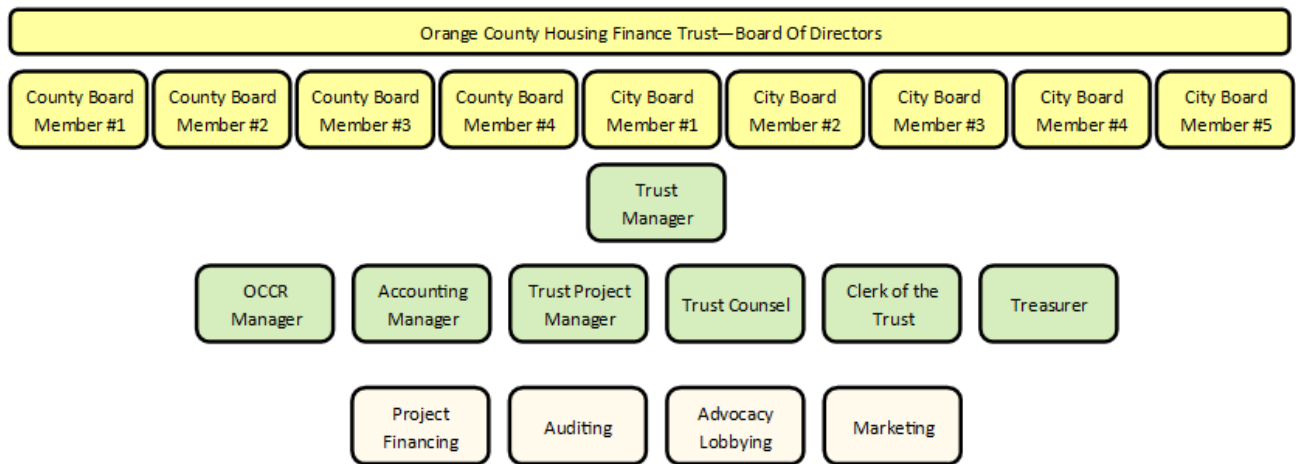 Orange County Housing Finance Trust—Board Of Directors
County Board
Member #1
County Board
Member #2
County Board
Member #3
County Board
Member #4
City Board
Member #1
City Board
Member #2
City Board
Member #3
City Board
Member #4
City Board
Member #5
Trust
Manager
OCCR
Manager
Accounting
Manager
Trust Project
Manager
Trust Counsel
Clerk of the
Trust
Treasurer
Project
Financing
Auditing
Advocacy
Lobbying
Marketing